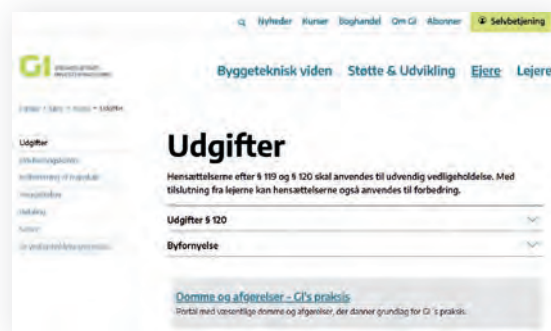 Nyheder Kurser Boghandel Om GI Abonner Selvbetjening
GI
Byggeteknisk viden Støtte & Udvikling Ejere Lejere
Udgifter
Udgifter
Hensættelserne efter § 119 og § 120 skal anvendes til udvendig vedligeholdelse. Med
tilslutning fra lejerne kan hensættelserne også anvendes til forbedring.
Udgifter § 120
Byfornyelse
Domme og afgørelser - GI's praksis
Portal med væsentlige domme og afgørelser, der danner grundlag for GI´s praksis.